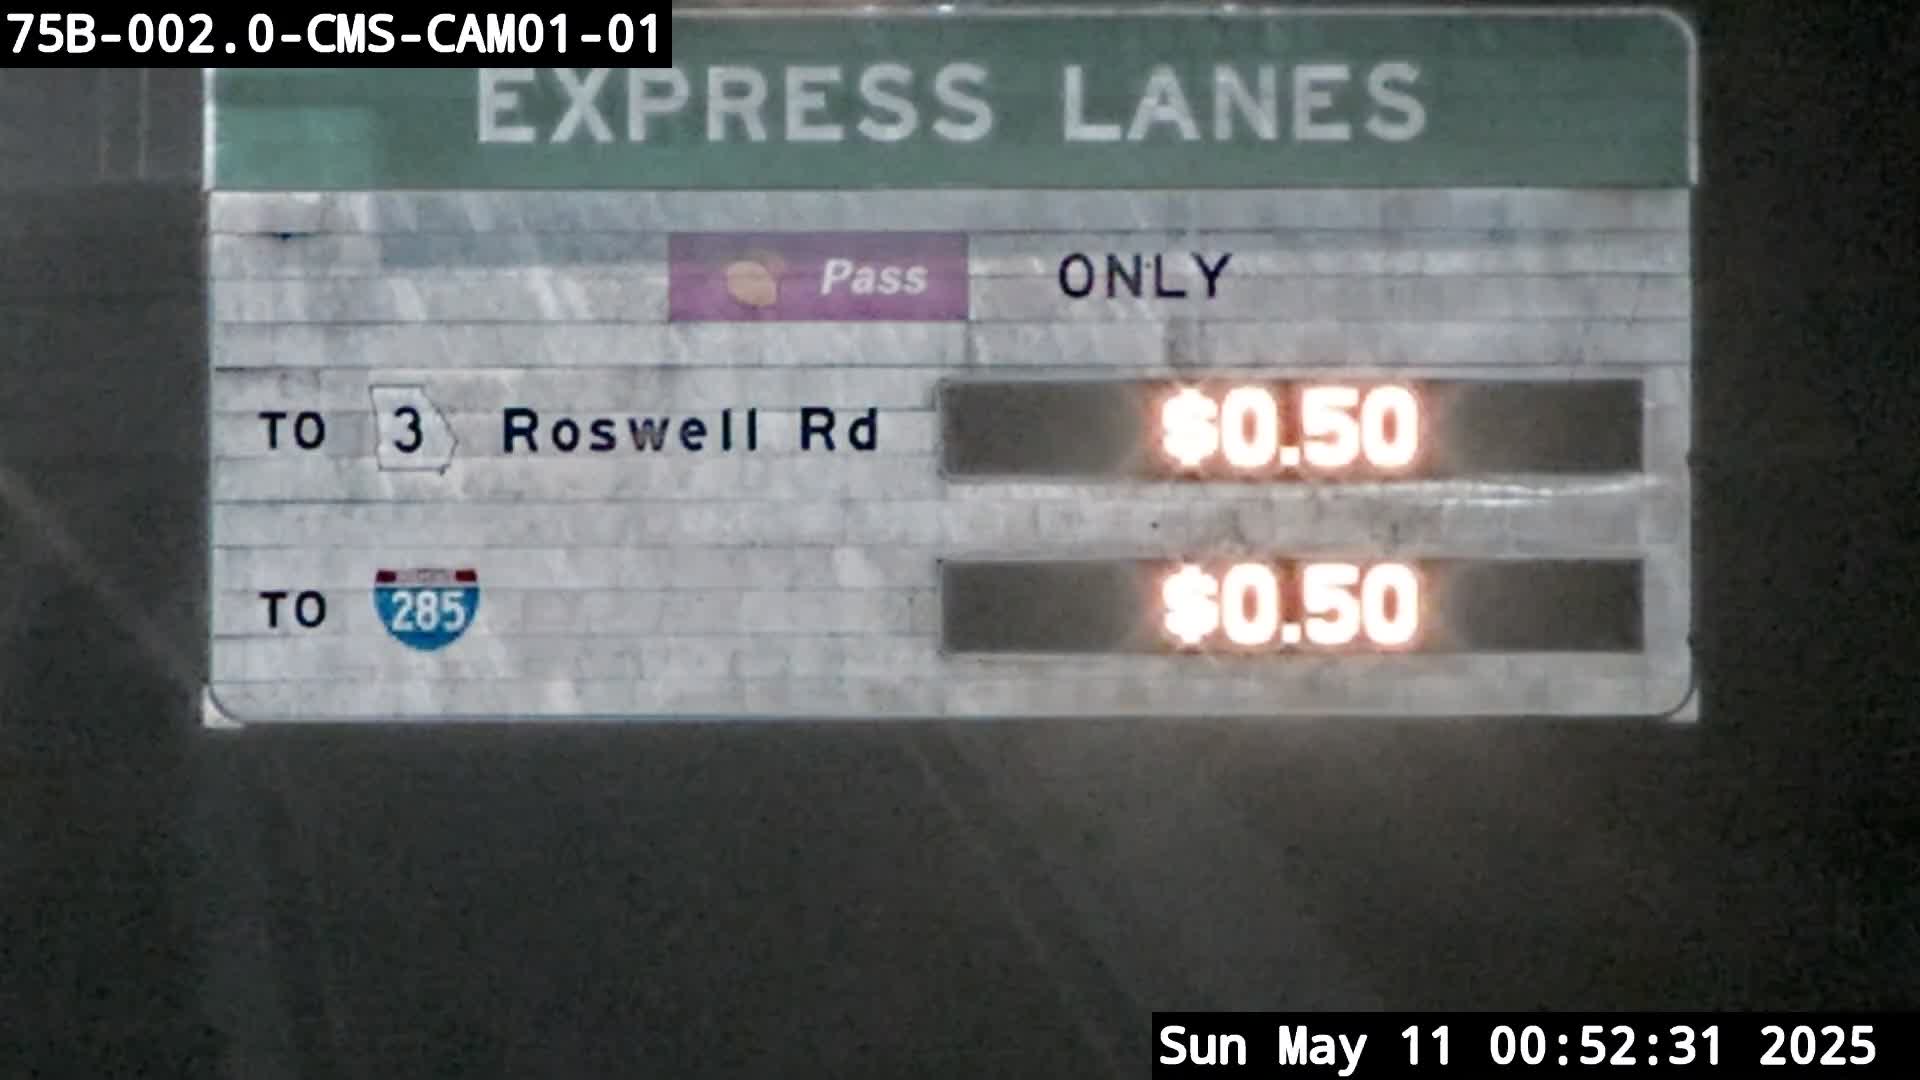 75B-002.0-CMS-CAM01-01
EXPRESS LANES
Pass ONLY
TO 3 Roswell Rd $0.50
TO 285 $0.50
Sun May 11 00:52:31 2025